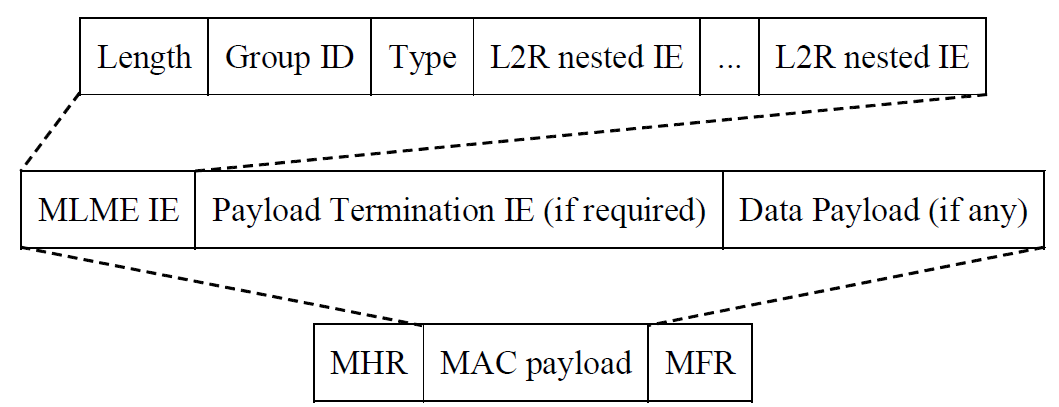 Length Group ID Type L2R nested IE ... L2R nested IE
MLME IE Payload Termination IE (if required) Data Payload (if any)
MHR MAC payload MFR